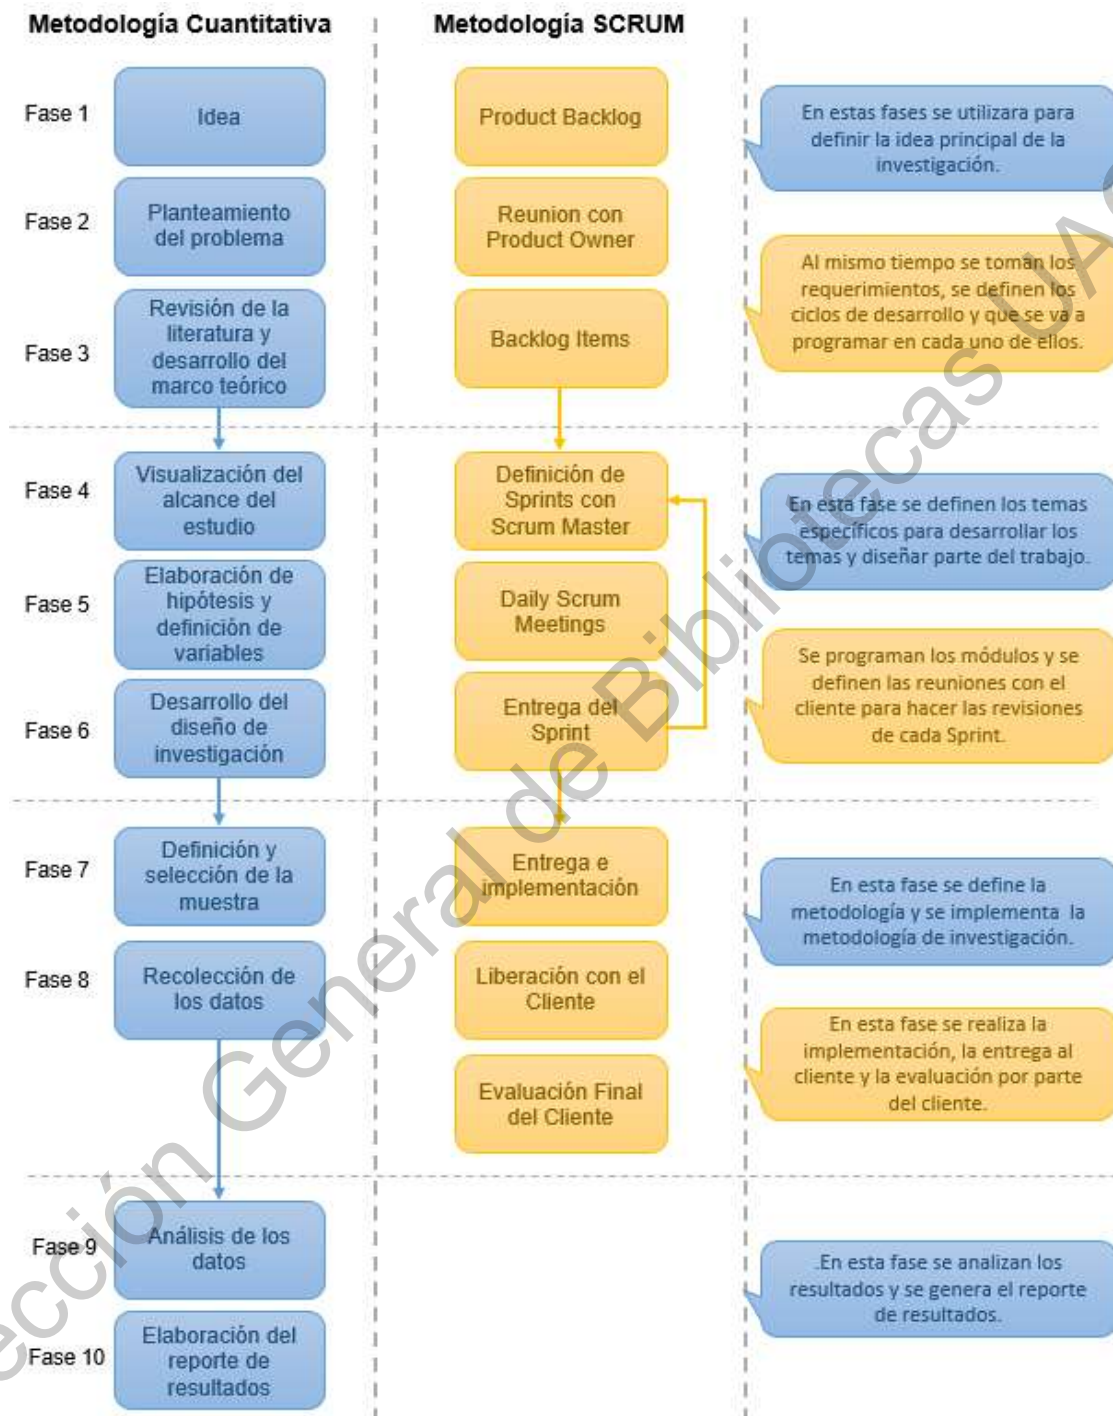 Metodología Cuantitativa
Metodología SCRUM
Fase 1
Idea
Product Backlog
En estas fases se utilizara para
definir la idea principal de la
investigación.
Fase 2
Planteamiento
del problema
Reunion con
Product Owner
Al mismo tiempo se toman los
requerimientos, se definen los
ciclos de desarrollo y que se va a
programar en cada uno de ellos.
Fase 3
Revisión de la
literatura y
desarrollo del
marco teórico
Backlog Items
Fase 4
Visualización del
alcance del
estudio
Definición de
Sprints con
Scrum Master
En esta fase se definen los temas
específicos para desarrollar los
temas y diseñar parte del trabajo.
Fase 5
Elaboración de
hipótesis y
definición de
variables
Daily Scrum
Meetings
Se programan los módulos y se
definen las reuniones con el
cliente para hacer las revisiones
de cada Sprint.
Fase 6
Desarrollo del
diseño de
investigación
Entrega del
Sprint
Fase 7
Definición y
selección de la
muestra
Entrega e
implementación
En esta fase se define la
metodología y se implementa la
metodología de investigación.
Fase 8
Recolección de
los datos
Liberación con el
Cliente
En esta fase se realiza la
implementación, la entrega al
cliente y la evaluación por parte
del cliente.
Evaluación Final
del Cliente
Fase 9
Análisis de los
datos
.En esta fase se analizan los
resultados y se genera el reporte
de resultados.
Fase 10
Elaboración del
reporte de
resultados
ección General de Bibliotecas UA